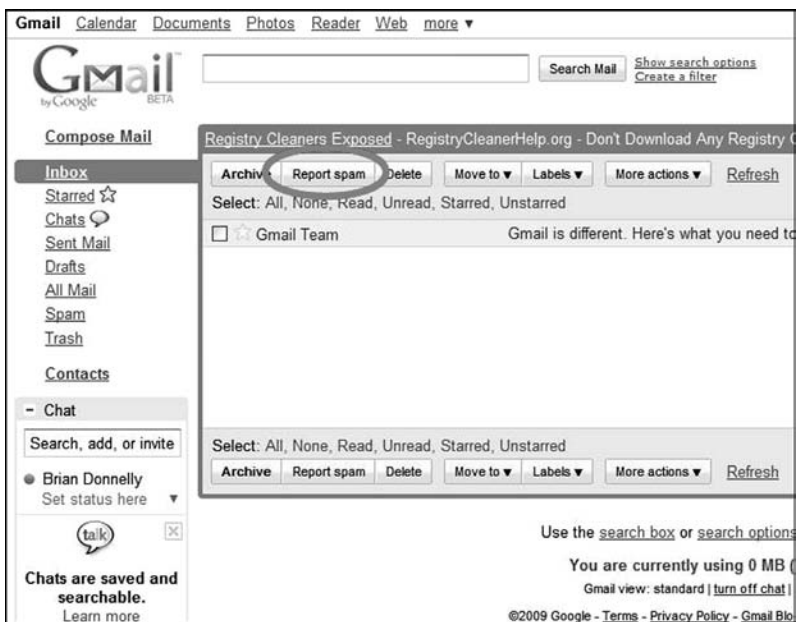 Gmail Calendar Documents Photos Reader Web more ▼
Gmail
by Google BETA
Search Mail
Show search options
Create a filter
Compose Mail
Inbox
Starred
Chats
Sent Mail
Drafts
All Mail
Spam
Trash
Contacts
– Chat
Search, add, or invite
Brian Donnelly
Set status here ▼
talk
Chats are saved and
searchable.
Learn more
Registry Cleaners Exposed - RegistryCleanerHelp.org - Don't Download Any Registry
Archive Report spam Delete Move to ▼ Labels ▼ More actions ▼ Refresh
Select: All, None, Read, Unread, Starred, Unstarred
Gmail Team Gmail is different. Here's what you need to
Select: All, None, Read, Unread, Starred, Unstarred
Archive Report spam Delete Move to ▼ Labels ▼ More actions ▼ Refresh
Use the search box or search options
You are currently using 0 MB (
Gmail view: standard | turn off chat |
©2009 Google - Terms - Privacy Policy - Gmail Blo